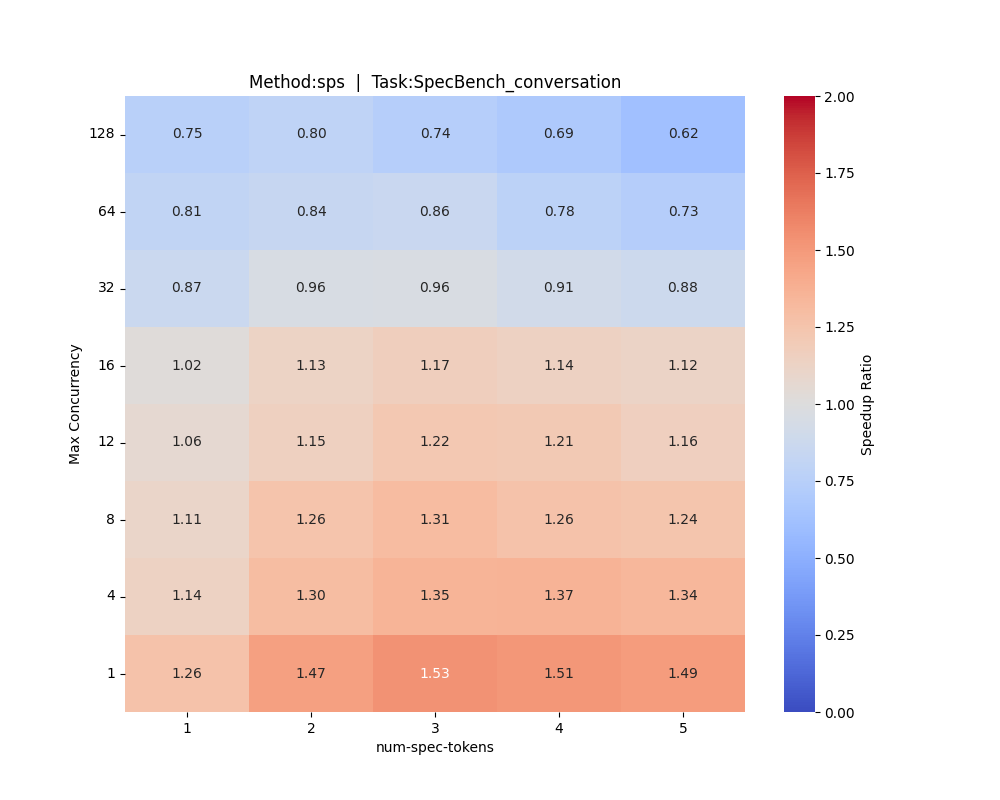 Method:sps | Task:SpecBench_conversation
128 0.75 0.80 0.74 0.69 0.62
64 0.81 0.84 0.86 0.78 0.73
32 0.87 0.96 0.96 0.91 0.88
16 1.02 1.13 1.17 1.14 1.12
12 1.06 1.15 1.22 1.21 1.16
8 1.11 1.26 1.31 1.26 1.24
4 1.14 1.30 1.35 1.37 1.34
1 1.26 1.47 1.53 1.51 1.49
1 2 3 4 5
num-spec-tokens
Max Concurrency
2.00
1.75
1.50
1.25
1.00
0.75
0.50
0.25
0.00
Speedup Ratio